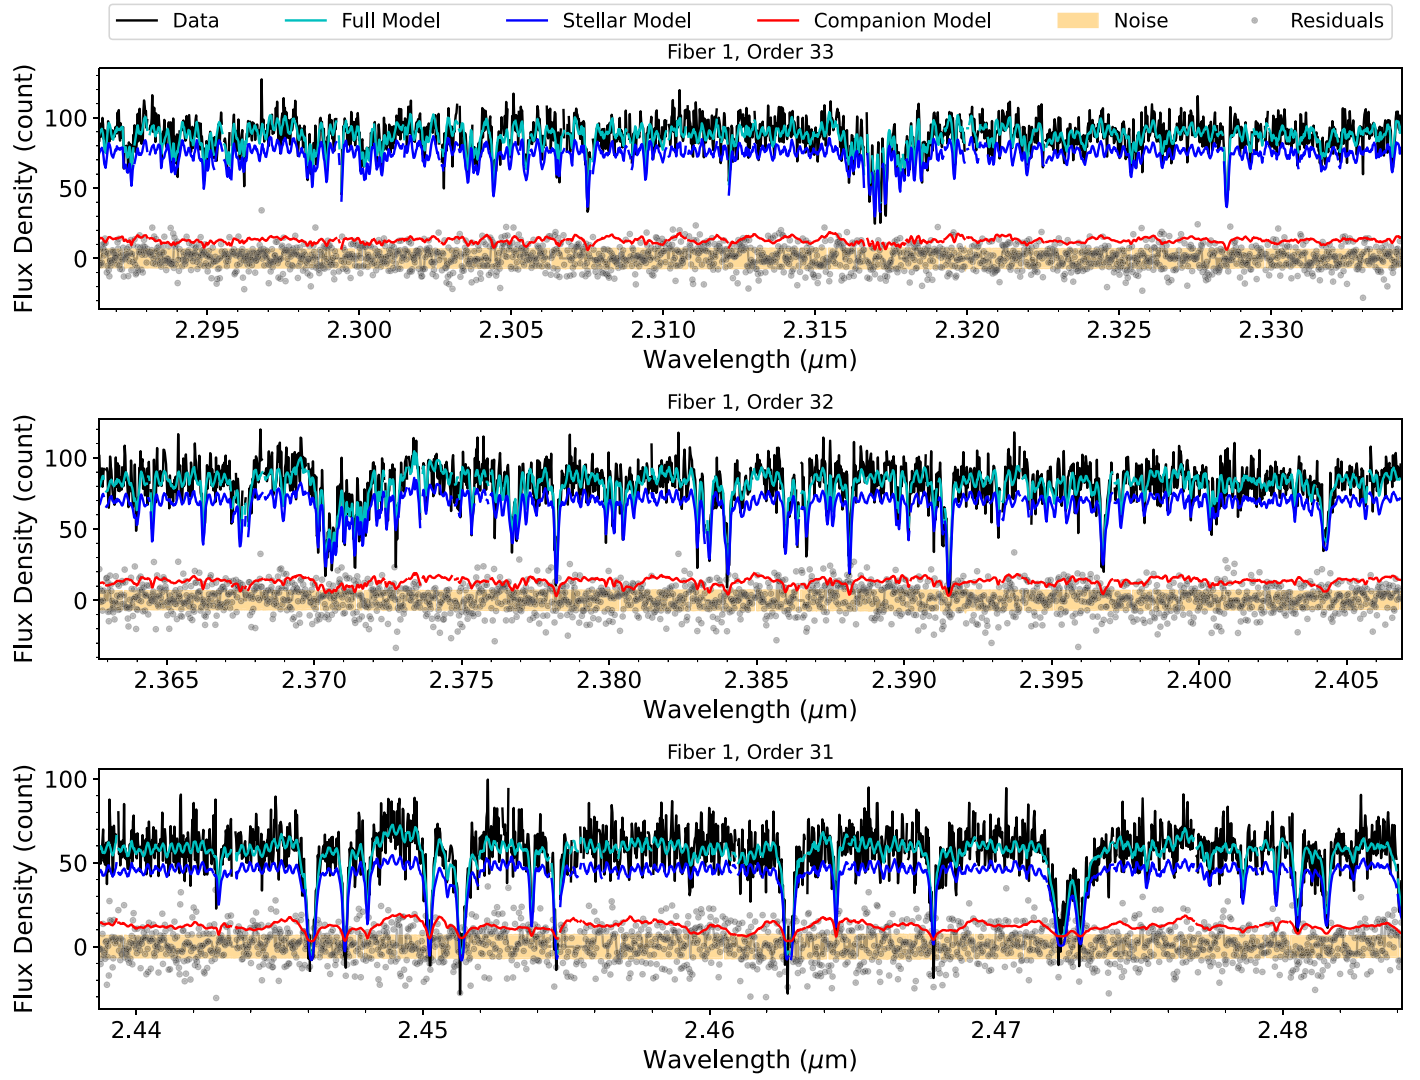 Data Full Model Stellar Model Companion Model Noise Residuals
Fiber 1, Order 33
Flux Density (count)
100
50
0
2.295 2.300 2.305 2.310 2.315 2.320 2.325 2.330
Wavelength (μm)
Fiber 1, Order 32
Flux Density (count)
100
50
0
2.365 2.370 2.375 2.380 2.385 2.390 2.395 2.400 2.405
Wavelength (μm)
Fiber 1, Order 31
Flux Density (count)
100
50
0
2.44 2.45 2.46 2.47 2.48
Wavelength (μm)